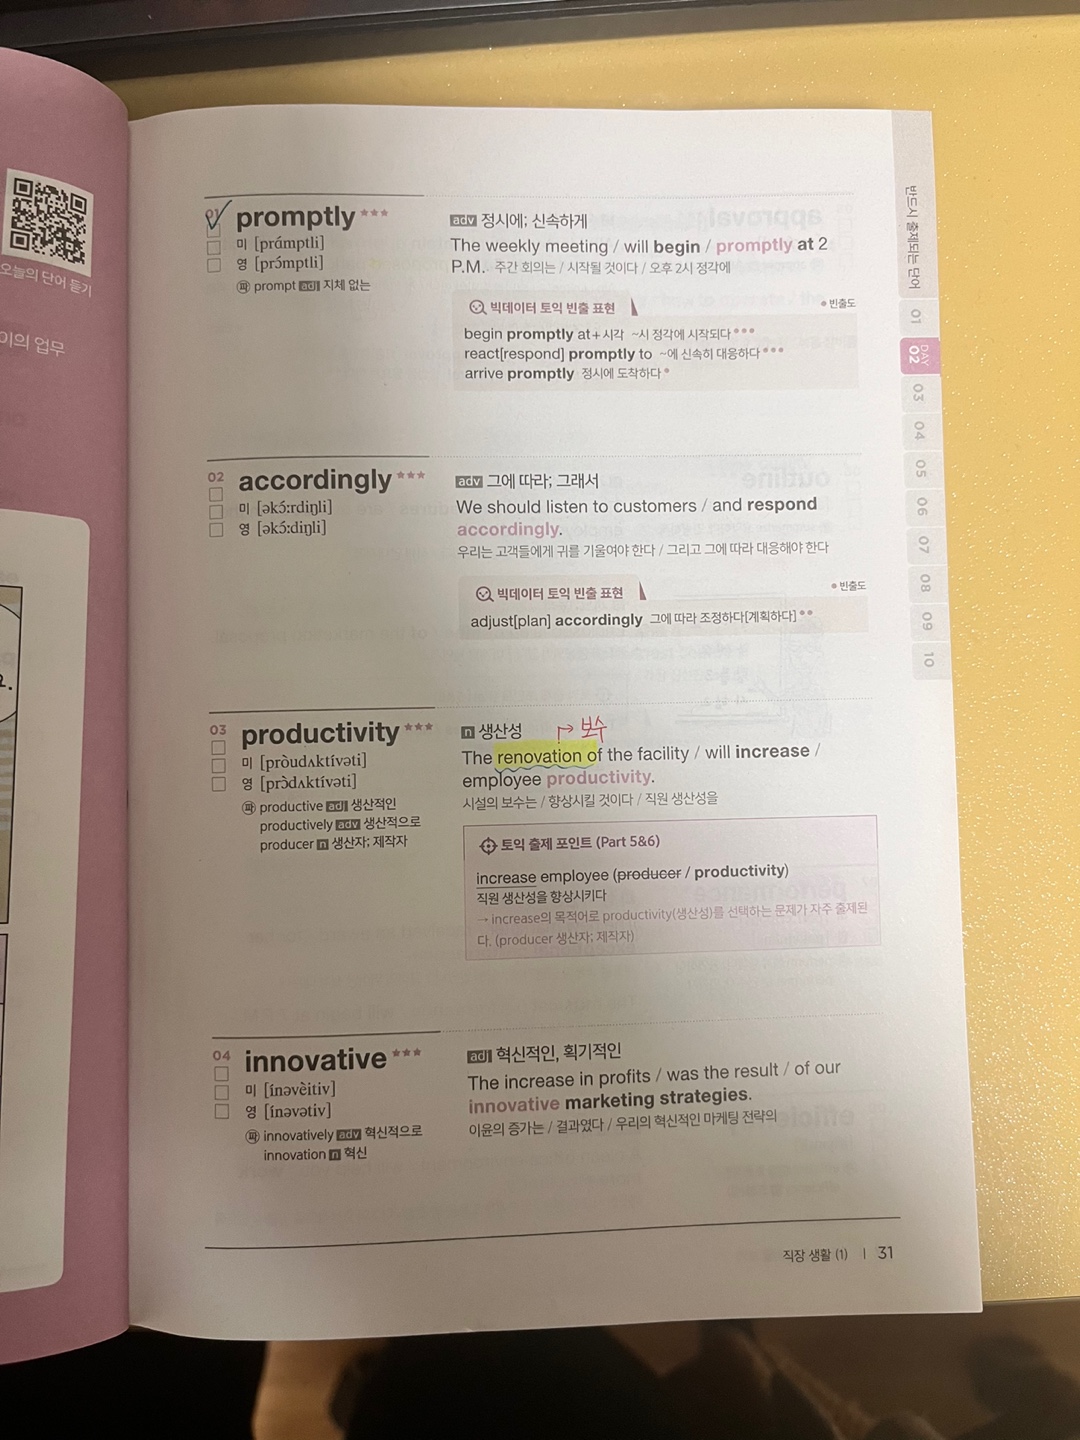 오늘의 단어 듣기
이의 업무
01 promptly ★★★
미 [prámptli]
영 [prɔ́mptli]
㉺ prompt adj 지체 없는
adv 정시에; 신속하게
The weekly meeting / will begin / promptly at 2
P.M. 주간 회의는 / 시작될 것이다 / 오후 2시 정각에
빅데이터 토익 빈출 표현 ●빈출도
begin promptly at+시각 ~시 정각에 시작되다●●●
react[respond] promptly to ~에 신속히 대응하다●●●
arrive promptly 정시에 도착하다●
02 accordingly ★★★
미 [əkɔ́ːrdiŋli]
영 [əkɔ́ːdiŋli]
adv 그에 따라; 그래서
We should listen to customers / and respond
accordingly.
우리는 고객들에게 귀를 기울여야 한다 / 그리고 그에 따라 대응해야 한다
빅데이터 토익 빈출 표현 ●빈출도
adjust[plan] accordingly 그에 따라 조정하다[계획하다]●●
03 productivity ★★★
미 [pròudʌktívəti]
영 [prɔ̀dʌktívəti]
㉺ productive adj 생산적인
productively adv 생산적으로
producer n 생산자; 제작자
n 생산성 → 보수
The renovation of the facility / will increase /
employee productivity.
시설의 보수는 / 향상시킬 것이다 / 직원 생산성을
토익 출제 포인트 (Part 5&6)
increase employee (producer / productivity)
직원 생산성을 향상시키다
→ increase의 목적어로 productivity(생산성)를 선택하는 문제가 자주 출제된
다. (producer 생산자; 제작자)
04 innovative ★★★
미 [ínəvèitiv]
영 [ínəvətiv]
㉺ innovatively adv 혁신적으로
innovation n 혁신
adj 혁신적인, 획기적인
The increase in profits / was the result / of our
innovative marketing strategies.
이윤의 증가는 / 결과였다 / 우리의 혁신적인 마케팅 전략의
직장 생활 (1) | 31
반드시 출제되는 단어
01
DAY 02
03
04
05
06
07
08
09
10